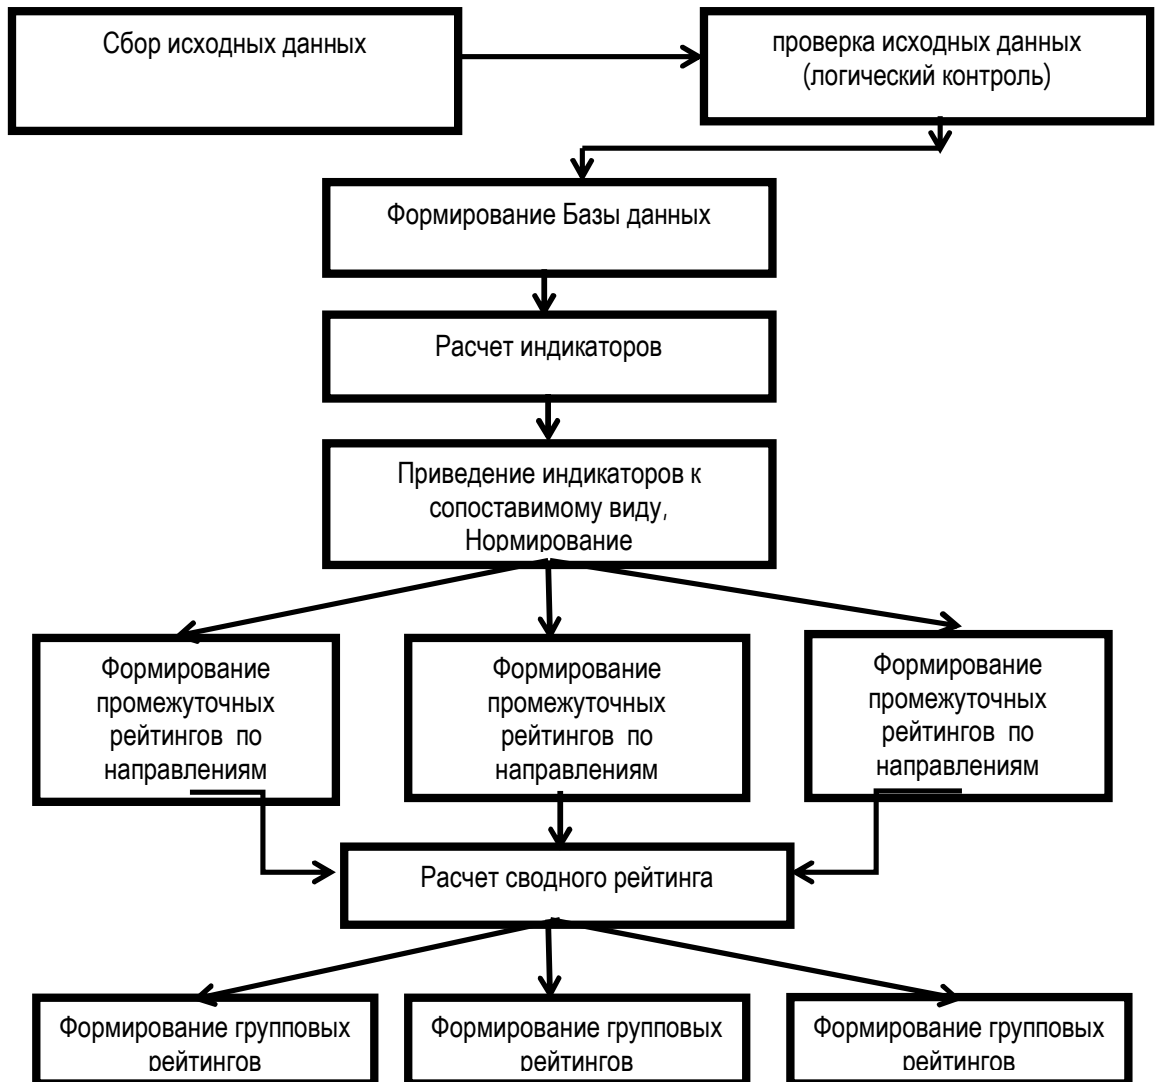 Сбор исходных данных
проверка исходных данных
(логический контроль)
Формирование Базы данных
Расчет индикаторов
Приведение индикаторов к
сопоставимому виду,
Нормирование
Формирование
промежуточных
рейтингов по
направлениям
Формирование
промежуточных
рейтингов по
направлениям
Формирование
промежуточных
рейтингов по
направлениям
Расчет сводного рейтинга
Формирование групповых
рейтингов
Формирование групповых
рейтингов
Формирование групповых
рейтингов